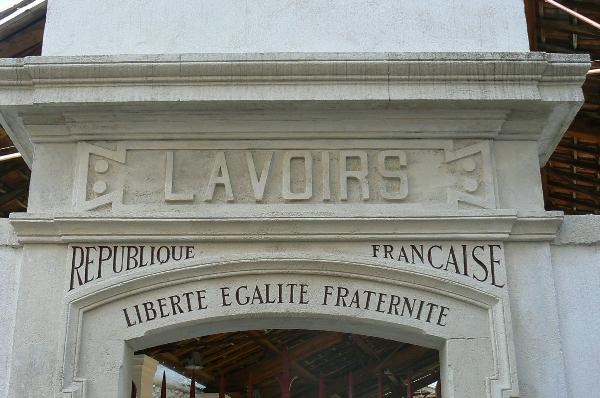 LAVOIRS
REPUBLIQUE FRANCAISE
LIBERTE EGALITE FRATERNITE